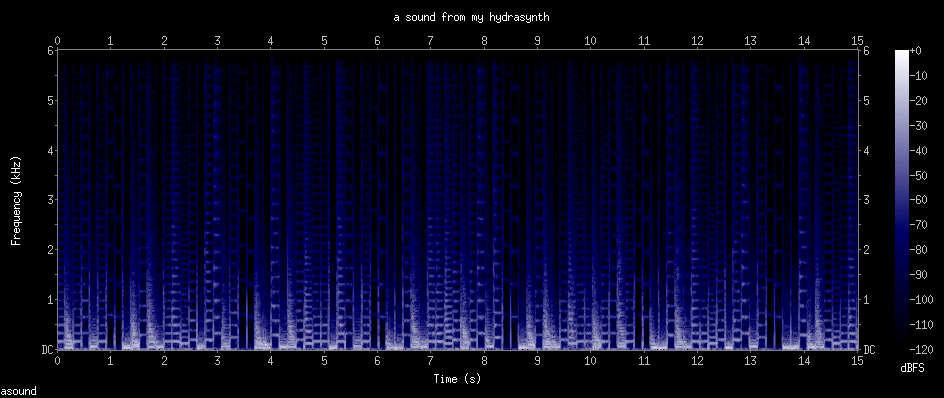 a sound from my hydrasynth
0 1 2 3 4 5 6 7 8 9 10 11 12 13 14 15
6 6 +0
-10
5 5 -20
-30
4 4 -40
Frequency (kHz)
-50
3 3 -60
-70
2 2 -80
-90
1 1 -100
-110
DC DC -120
0 1 2 3 4 5 6 7 8 9 10 11 12 13 14 15
dBFS
Time (s)
asound